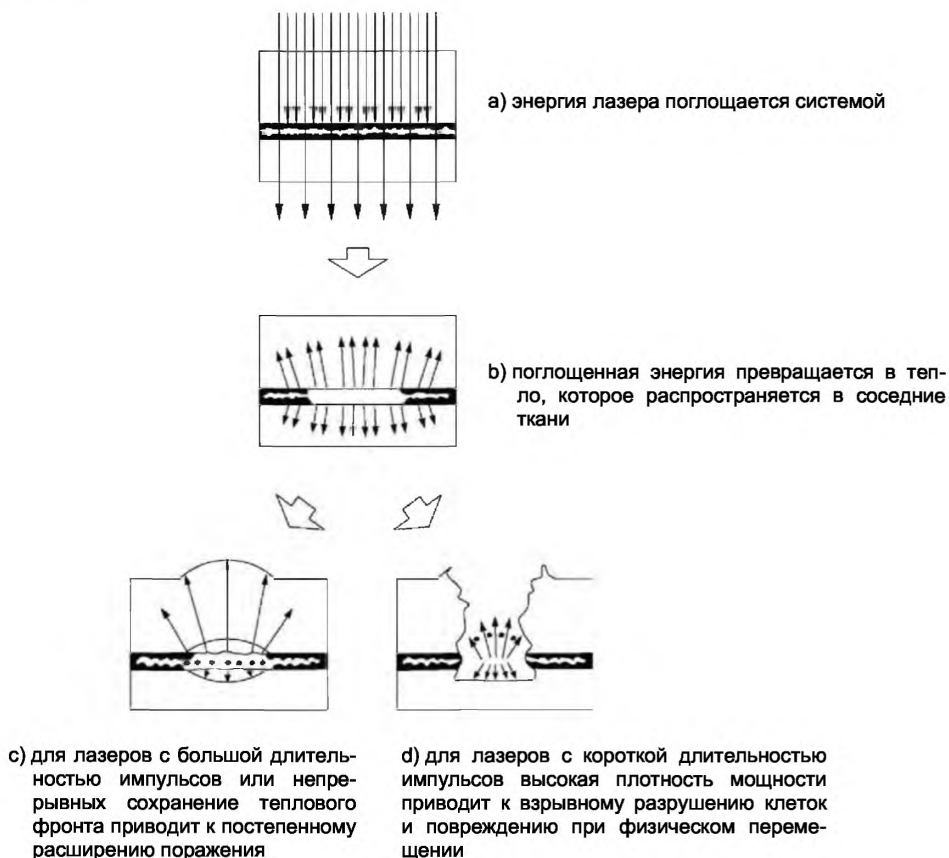 a) энергия лазера поглощается системой
b) поглощенная энергия превращается в теп-
ло, которое распространяется в соседние
ткани
c) для лазеров с большой длитель-
ностью импульсов или непре-
рывных сохранение теплового
фронта приводит к постепенному
расширению поражения
d) для лазеров с короткой длительностью
импульсов высокая плотность мощности
приводит к взрывному разрушению клеток
и повреждению при физическом переме-
щении